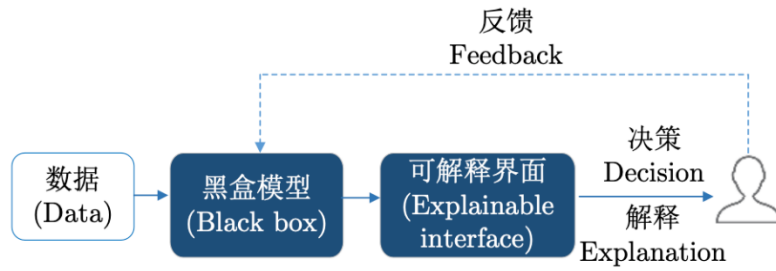 反馈
Feedback
数据
(Data)
黑盒模型
(Black box)
可解释界面
(Explainable
interface)
决策
Decision
解释
Explanation